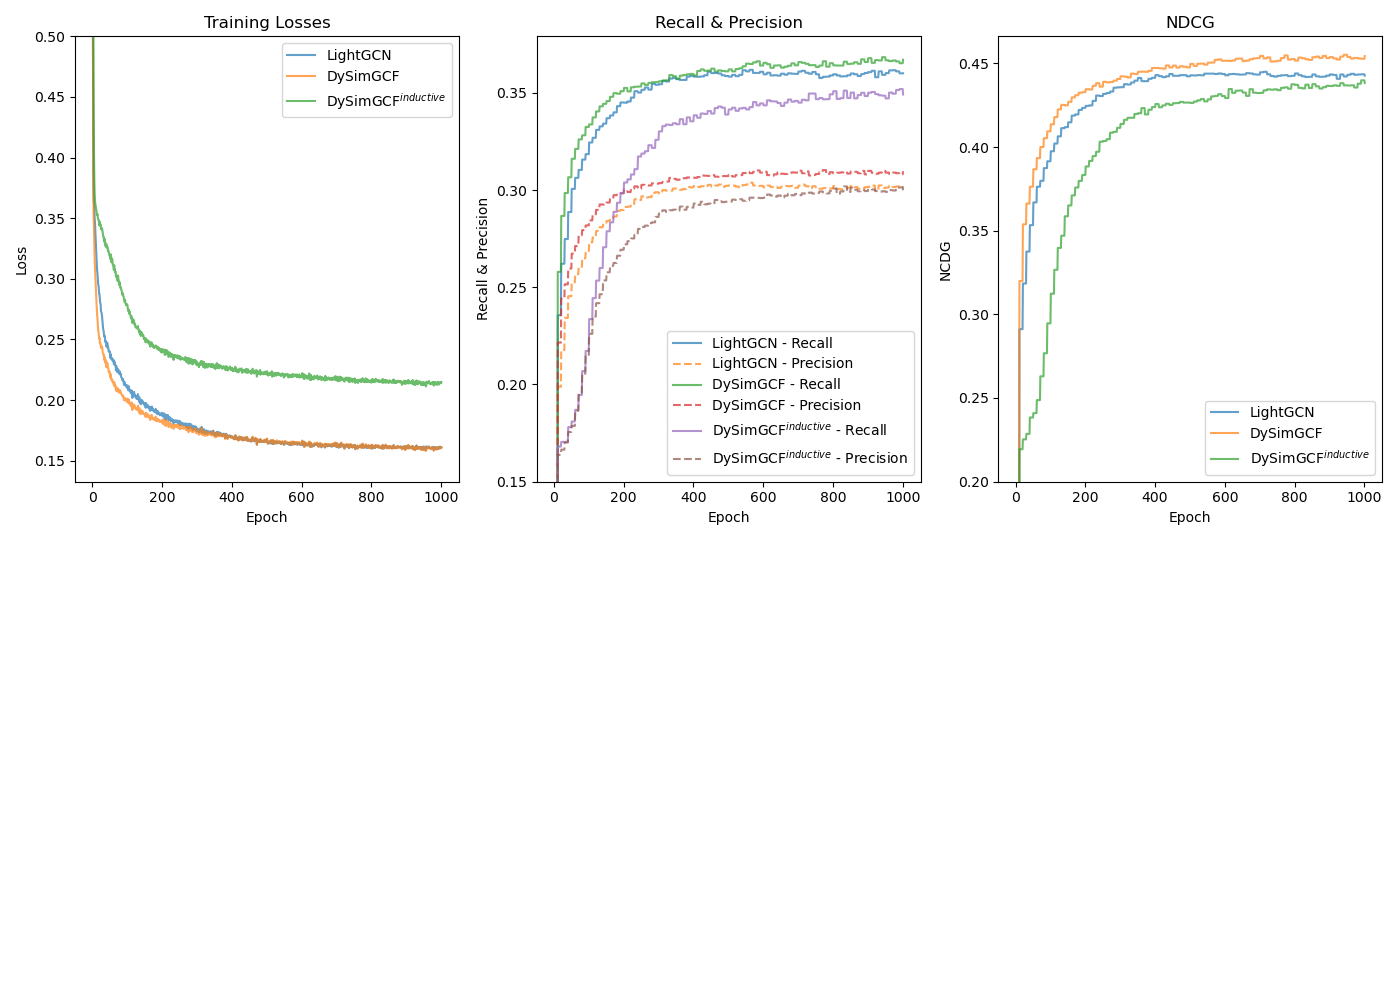 Training Losses
0.50
0.45
0.40
0.35
0.30
0.25
0.20
0.15
Loss
0 200 400 600 800 1000
Epoch
LightGCN
DySimGCF
DySimGCF^inductive
Recall & Precision
0.35
0.30
0.25
0.20
0.15
Recall & Precision
0 200 400 600 800 1000
Epoch
LightGCN - Recall
LightGCN - Precision
DySimGCF - Recall
DySimGCF - Precision
DySimGCF^inductive - Recall
DySimGCF^inductive - Precision
NDCG
0.45
0.40
0.35
0.30
0.25
0.20
NCDG
0 200 400 600 800 1000
Epoch
LightGCN
DySimGCF
DySimGCF^inductive